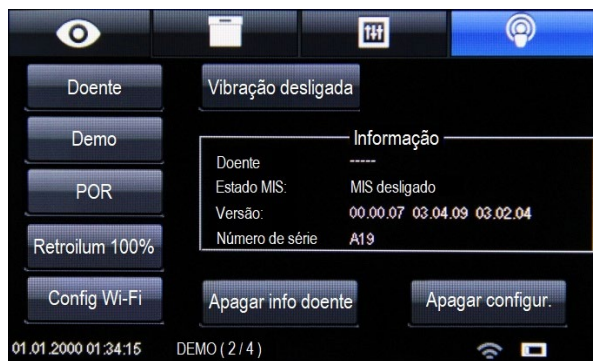 Doente
Vibração desligada
Demo
Informação
Doente -----
Estado MIS: MIS desligado
POR
Versão: 00.00.07 03.04.09 03.02.04
Número de série A19
Retroilum 100%
Config Wi-Fi
Apagar info doente
Apagar configur.
01.01.2000 01:34:15 DEMO ( 2 / 4 )